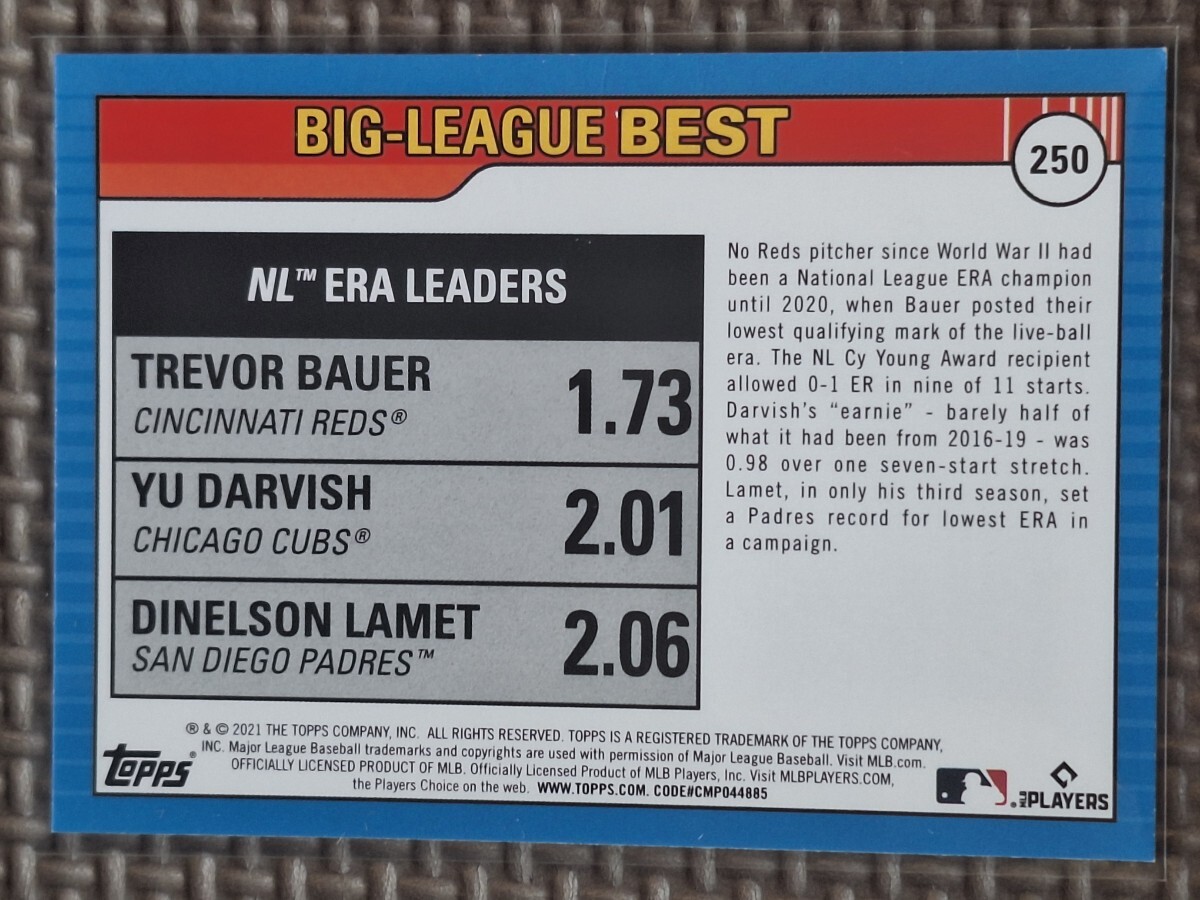 BIG-LEAGUE BEST
250
NL™ ERA LEADERS
TREVOR BAUER
CINCINNATI REDS®
1.73
YU DARVISH
CHICAGO CUBS®
2.01
DINELSON LAMET
SAN DIEGO PADRES™
2.06
No Reds pitcher since World War II had
been a National League ERA champion
until 2020, when Bauer posted their
lowest qualifying mark of the live-ball
era. The NL Cy Young Award recipient
allowed 0-1 ER in nine of 11 starts.
Darvish's "earnie" - barely half of
what it had been from 2016-19 - was
0.98 over one seven-start stretch.
Lamet, in only his third season, set
a Padres record for lowest ERA in
a campaign.
® & © 2021 THE TOPPS COMPANY, INC. ALL RIGHTS RESERVED. TOPPS IS A REGISTERED TRADEMARK OF THE TOPPS COMPANY,
INC. Major League Baseball trademarks and copyrights are used with permission of Major League Baseball. Visit MLB.com.
OFFICIALLY LICENSED PRODUCT OF MLB. Officially Licensed Product of MLB Players, Inc. Visit MLBPLAYERS.COM,
the Players Choice on the web. WWW.TOPPS.COM. CODE#CMP044885
TOPPS®
MLB PLAYERS